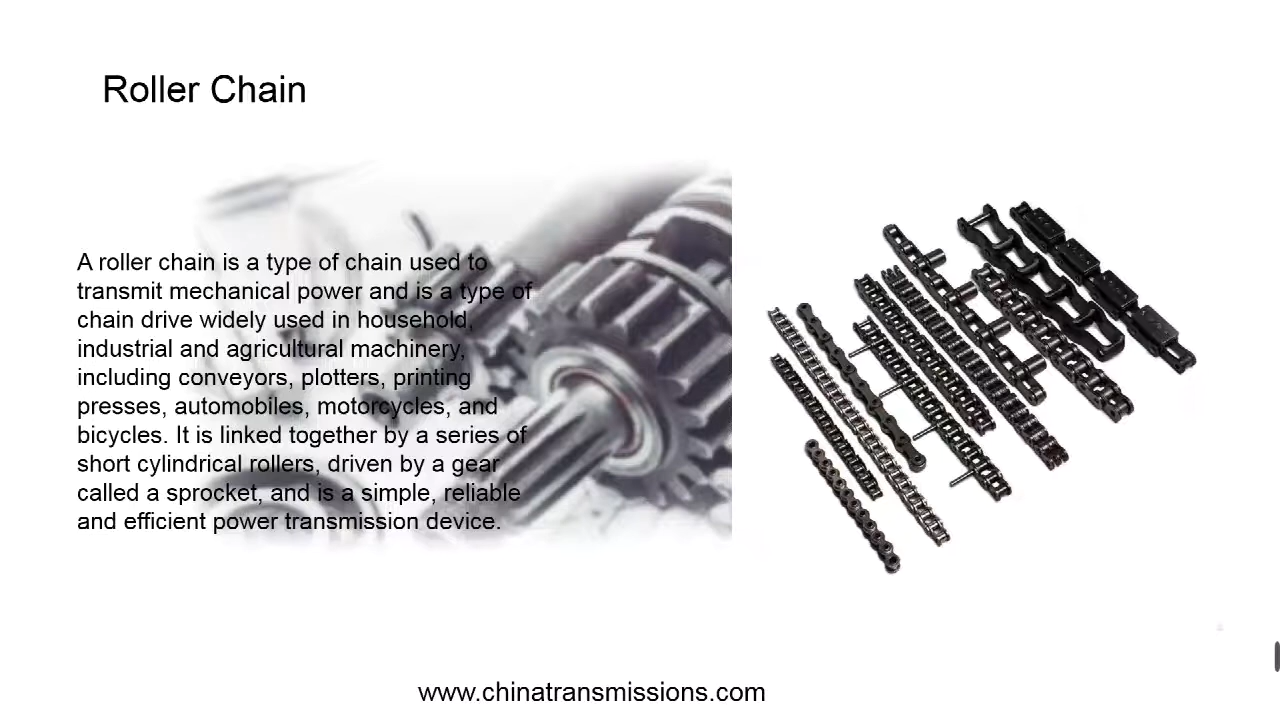 Roller Chain
A roller chain is a type of chain used to
transmit mechanical power and is a type of
chain drive widely used in household,
industrial and agricultural machinery,
including conveyors, plotters, printing
presses, automobiles, motorcycles, and
bicycles. It is linked together by a series of
short cylindrical rollers, driven by a gear
called a sprocket, and is a simple, reliable
and efficient power transmission device.
www.chinatransmissions.com